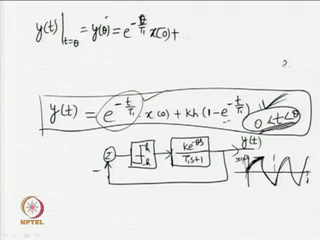 y(t)|t=θ = y(θ) = e^{-θ/T₁} x(0) +
y(t) = e^{-t/T₁} x(0) + Kh (1 - e^{-t/T₁}) 0 < t < θ
Σ h -h Ke^{-θs} / T₁s+1 y(t)
-
NPTEL